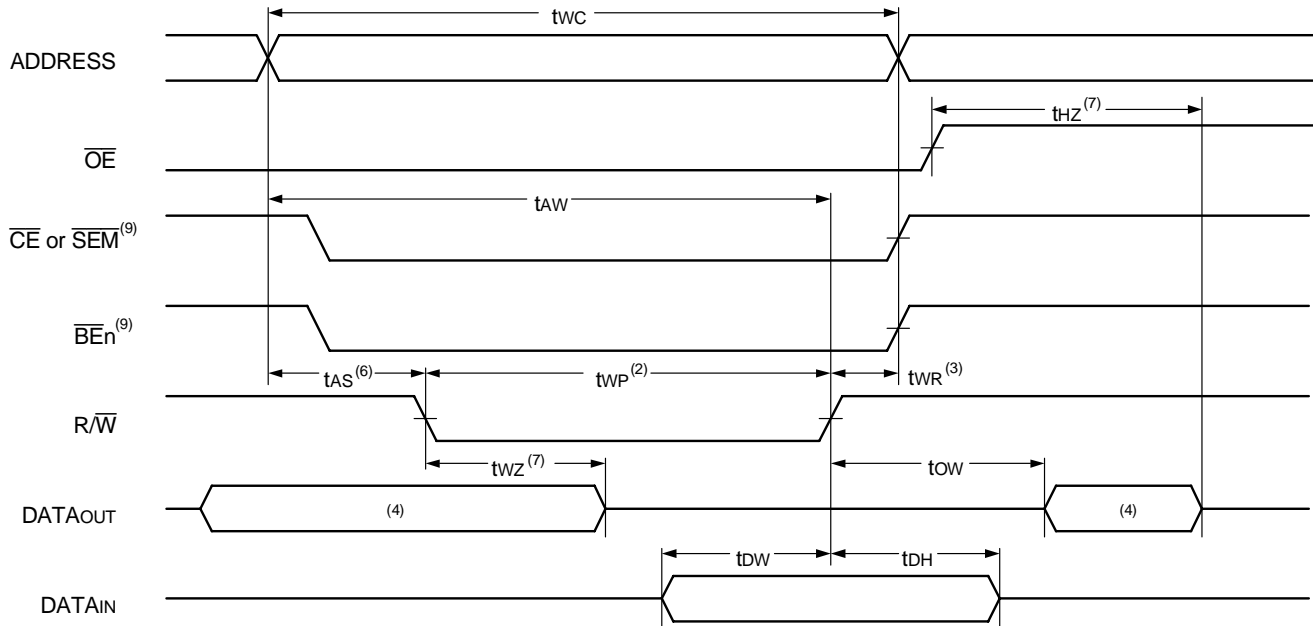 tWC
ADDRESS
tHZ(7)
OE
tAW
CE or SEM(9)
BEn(9)
tAS(6)
tWP(2)
tWR(3)
R/W
tWZ(7)
tOW
DATAOUT
(4)
(4)
tDW
tDH
DATAIN